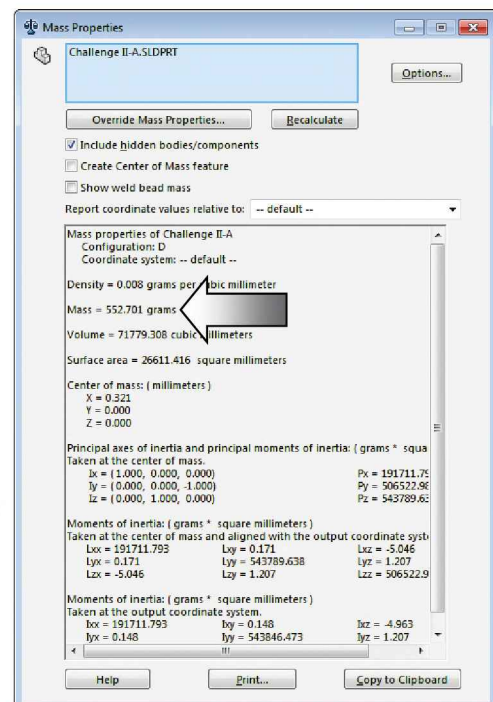 Mass Properties
Challenge II-A.SLDPRT
Options...
Override Mass Properties... Recalculate
Include hidden bodies/components
Create Center of Mass feature
Show weld bead mass
Report coordinate values relative to: -- default --
Mass properties of Challenge II-A
Configuration: D
Coordinate system: -- default --
Density = 0.008 grams per cubic millimeter
Mass = 552.701 grams
Volume = 71779.308 cubic millimeters
Surface area = 26611.416 square millimeters
Center of mass: ( millimeters )
X = 0.321
Y = 0.000
Z = 0.000
Principal axes of inertia and principal moments of inertia: ( grams * squa
Taken at the center of mass.
Ix = ( 1.000, 0.000, 0.000) Px = 191711.79
Iy = ( 0.000, 0.000, -1.000) Py = 506522.98
Iz = ( 0.000, 1.000, 0.000) Pz = 543789.63
Moments of inertia: ( grams * square millimeters )
Taken at the center of mass and aligned with the output coordinate syste
Lxx = 191711.793 Lxy = 0.171 Lxz = -5.046
Lyx = 0.171 Lyy = 543789.638 Lyz = 1.207
Lzx = -5.046 Lzy = 1.207 Lzz = 506522.9
Moments of inertia: ( grams * square millimeters )
Taken at the output coordinate system.
Ixx = 191711.793 Ixy = 0.148 Ixz = -4.963
Iyx = 0.148 Iyy = 543846.473 Iyz = 1.207
Help Print... Copy to Clipboard